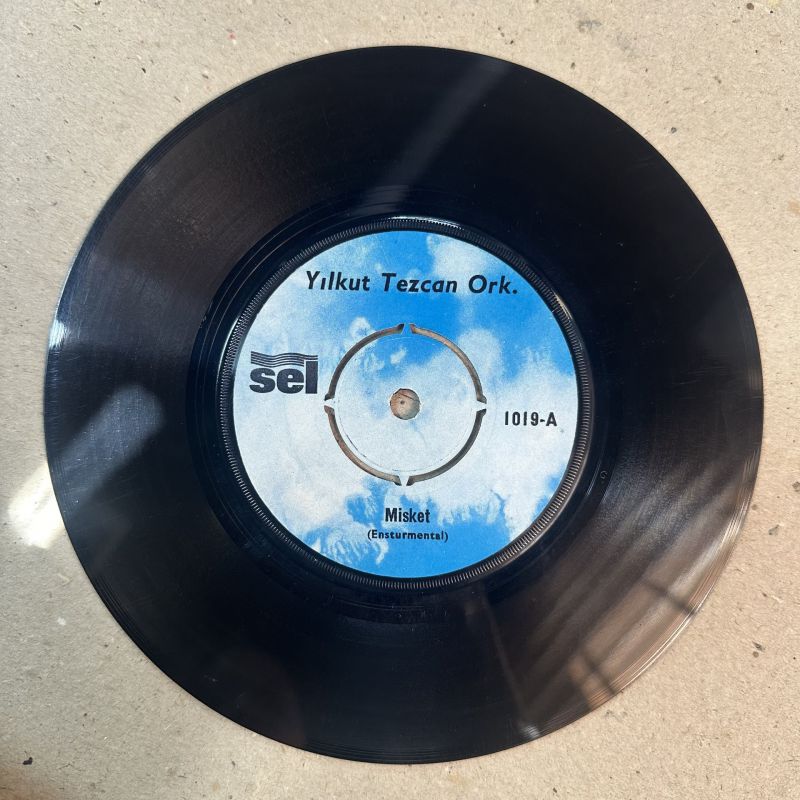 Yılkut Tezcan Ork.
sel
1019-A
Misket
(Ensturmental)